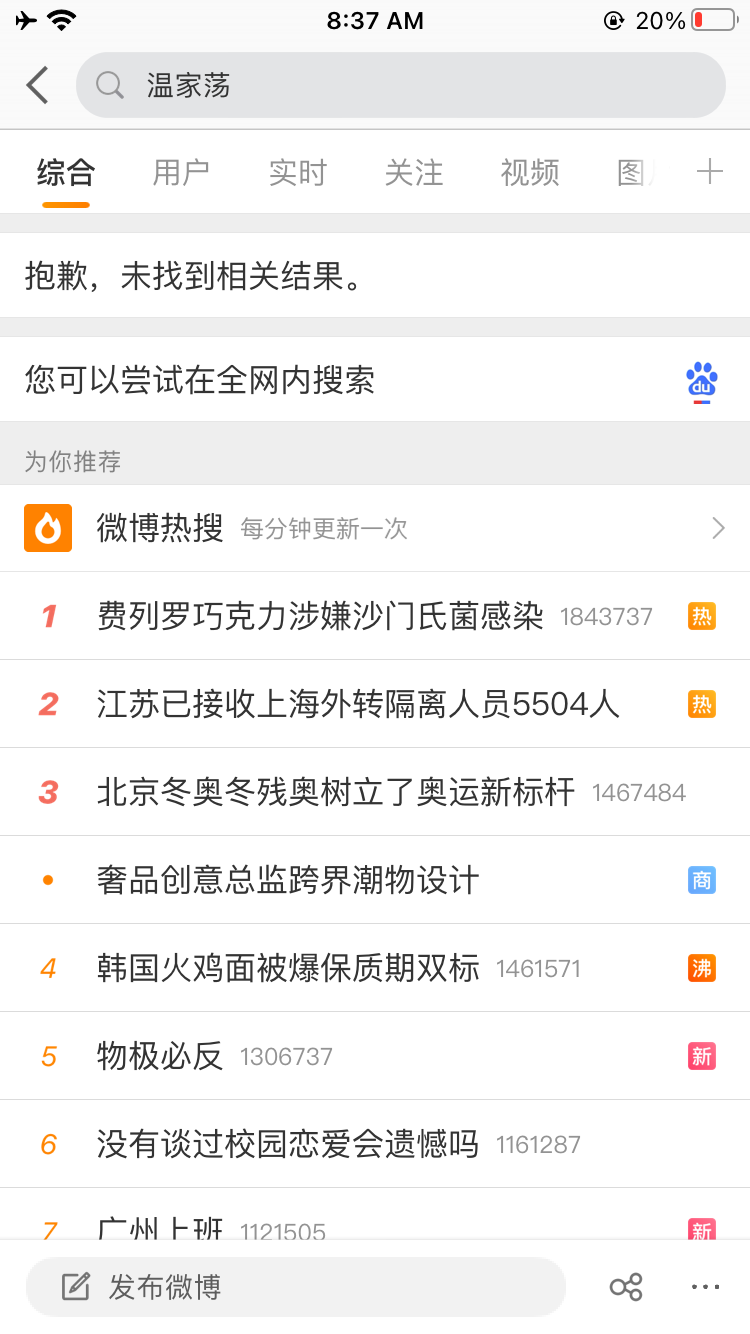 8:37 AM
20%
温家荡
综合 用户 实时 关注 视频 图
抱歉，未找到相关结果。
您可以尝试在全网内搜索
du
为你推荐
微博热搜 每分钟更新一次
1 费列罗巧克力涉嫌沙门氏菌感染 1843737 热
2 江苏已接收上海外转隔离人员5504人 热
3 北京冬奥冬残奥树立了奥运新标杆 1467484
• 奢品创意总监跨界潮物设计 商
4 韩国火鸡面被爆保质期双标 1461571 沸
5 物极必反 1306737 新
6 没有谈过校园恋爱会遗憾吗 1161287
7 广州上班 1121505 新
发布微博